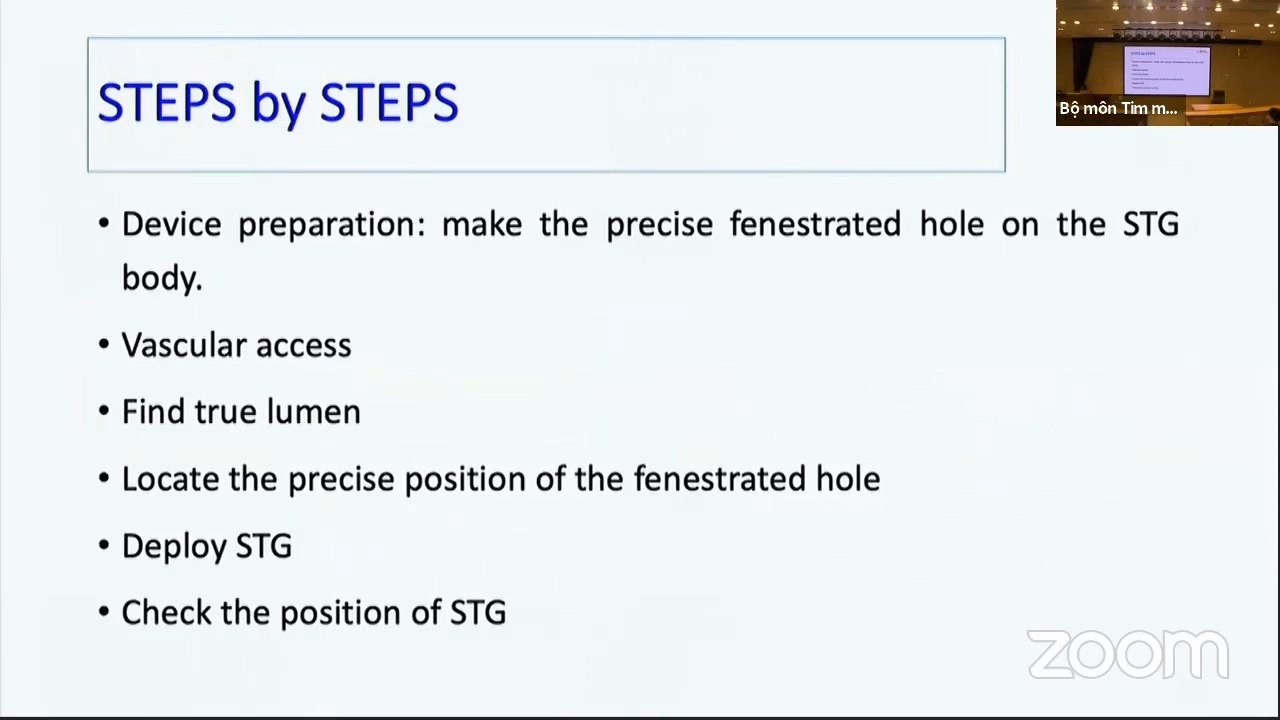 STEPS by STEPS
Bộ môn Tim m...
• Device preparation: make the precise fenestrated hole on the STG
body.
• Vascular access
• Find true lumen
• Locate the precise position of the fenestrated hole
• Deploy STG
• Check the position of STG
zoom